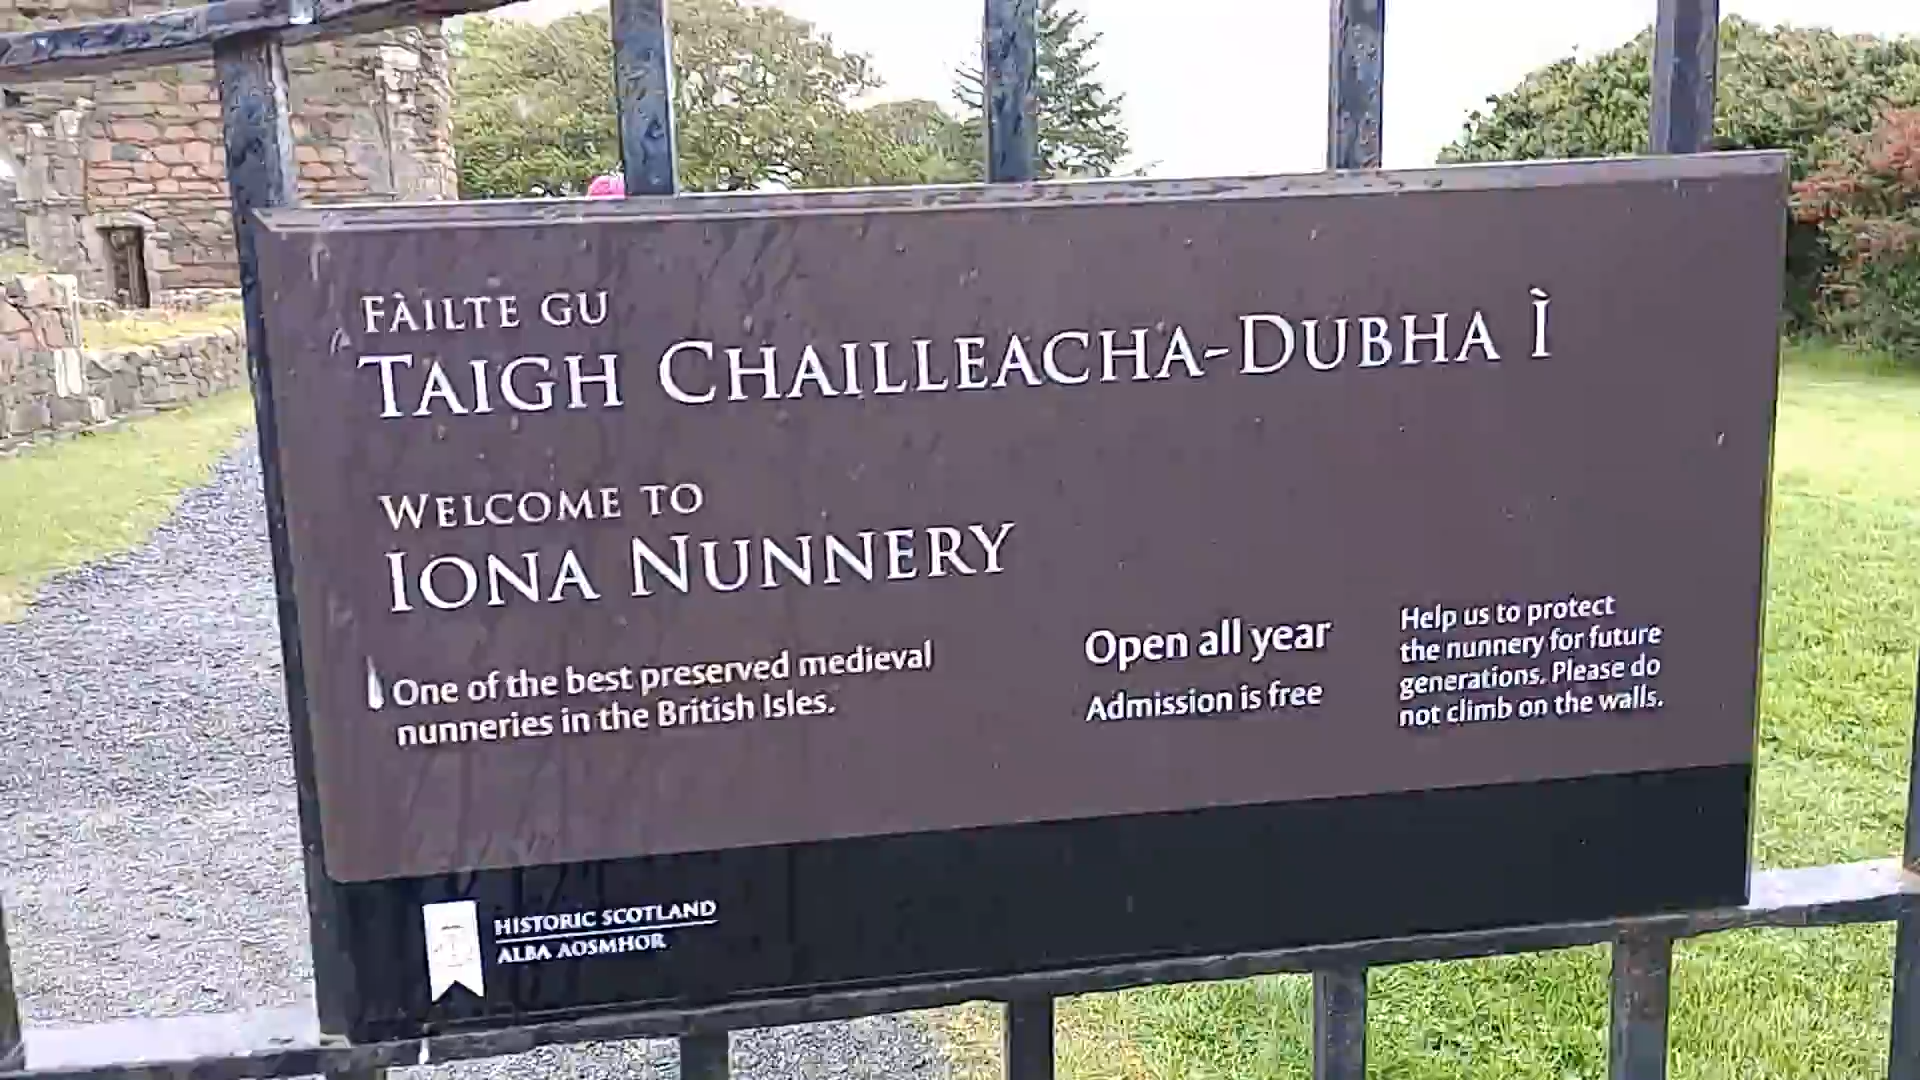 FÀILTE GU
TAIGH CHAILLEACHA-DUBHA Ì
WELCOME TO
IONA NUNNERY
One of the best preserved medieval
nunneries in the British Isles.
Open all year
Admission is free
Help us to protect
the nunnery for future
generations. Please do
not climb on the walls.
HISTORIC SCOTLAND
ALBA AOSMHOR